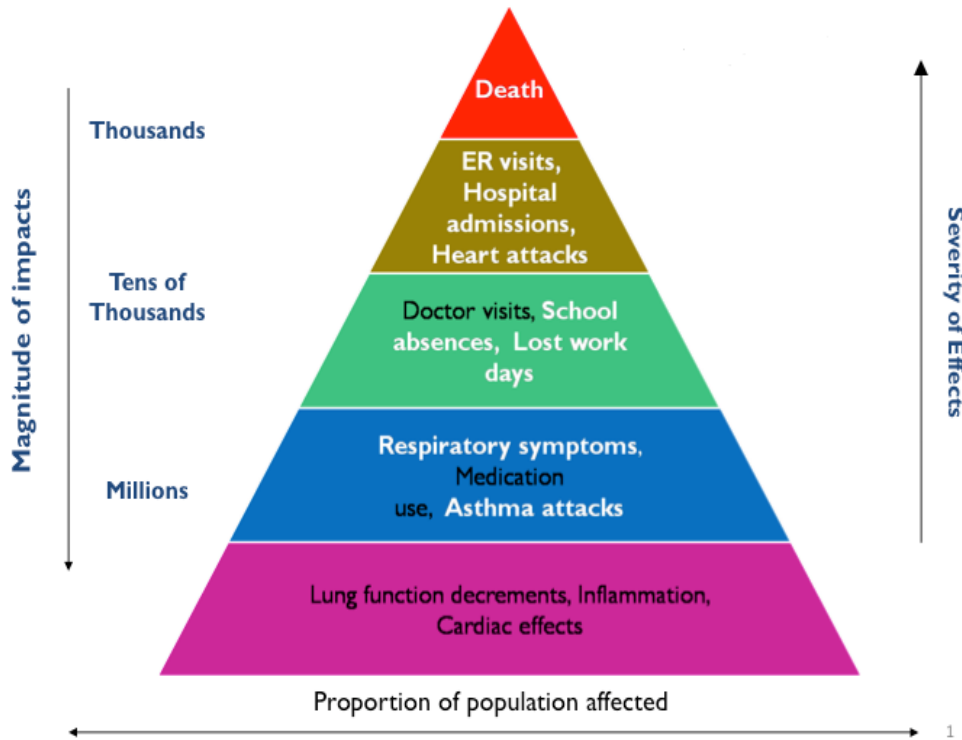 Death
Thousands
ER visits,
Hospital
admissions,
Heart attacks
Magnitude of impacts
Severity of Effects
Tens of
Thousands
Doctor visits, School
absences, Lost work
days
Respiratory symptoms,
Medication
use, Asthma attacks
Millions
Lung function decrements, Inflammation,
Cardiac effects
Proportion of population affected
1